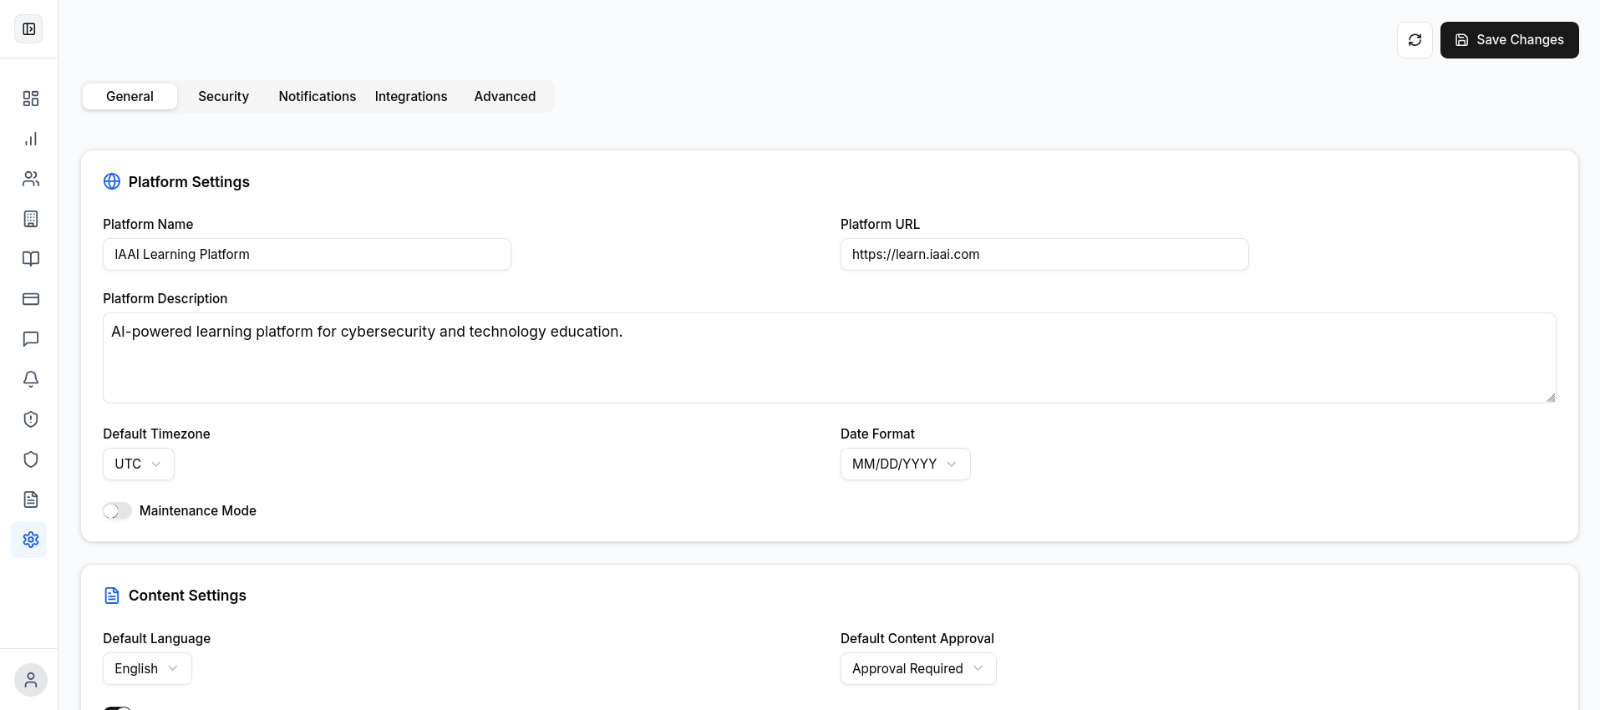 Save Changes
General Security Notifications Integrations Advanced
Platform Settings
Platform Name Platform URL
IAAI Learning Platform https://learn.iaai.com
Platform Description
AI-powered learning platform for cybersecurity and technology education.
Default Timezone Date Format
UTC MM/DD/YYYY
Maintenance Mode
Content Settings
Default Language Default Content Approval
English Approval Required